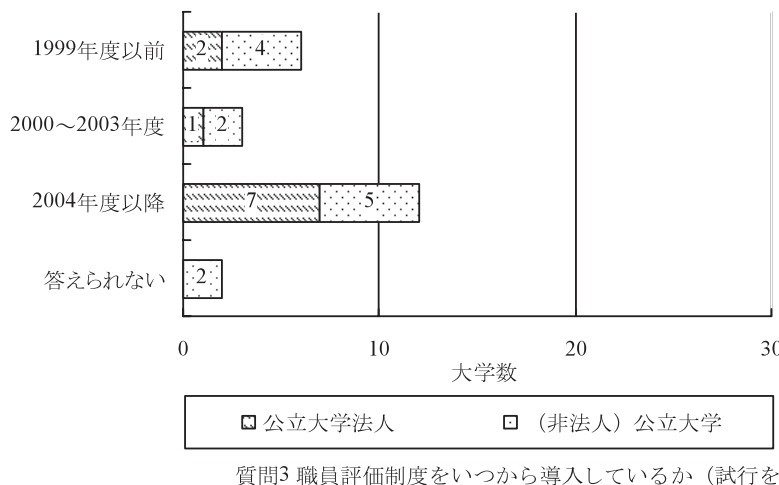 1999年度以前 2 4
2000～2003年度 1 2
2004年度以降 7 5
答えられない 2
0 10 20 30
大学数
公立大学法人 （非法人）公立大学
質問3 職員評価制度をいつから導入しているか（試行を